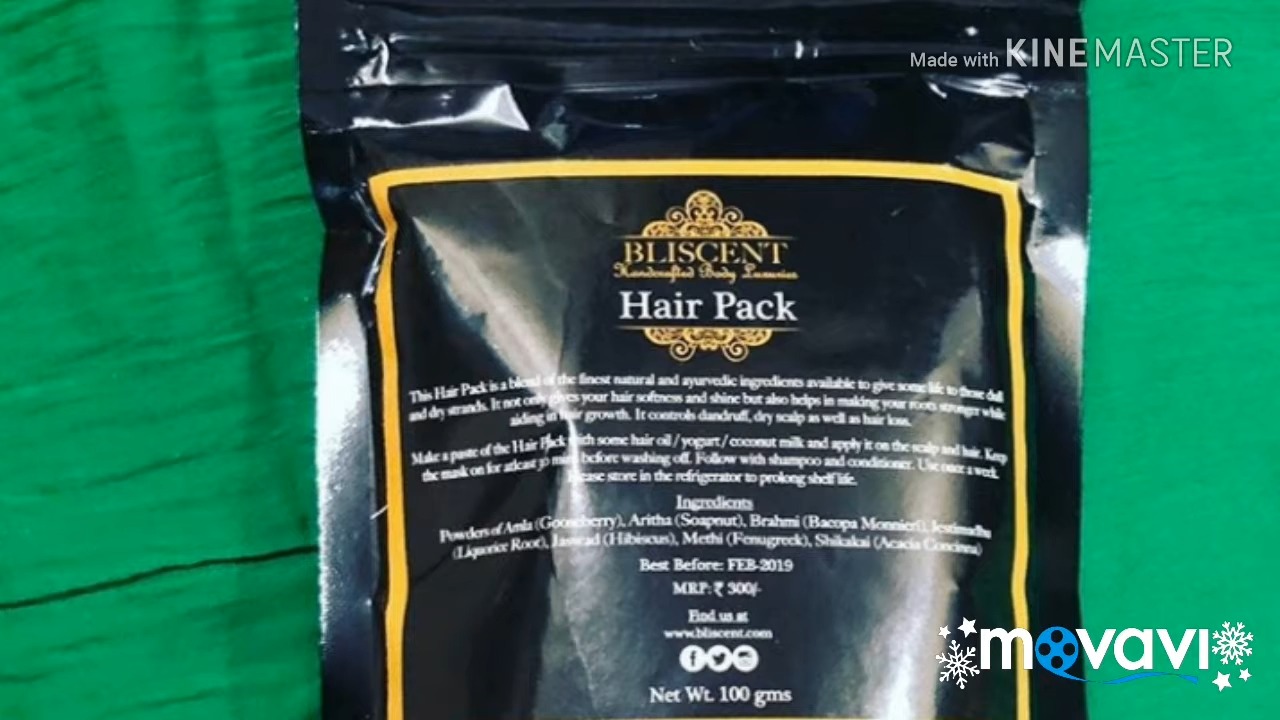 Made with KINEMASTER
BLISCENT
Handcrafted Body Luxuries
Hair Pack
This Hair Pack is a blend of the finest natural and ayurvedic ingredients available to give some life to those dull
and dry strands. It not only gives your hair softness and shine but also helps in making your roots stronger while
aiding in hair growth. It controls dandruff, dry scalp as well as hair loss.
Make a paste of the Hair Pack with some hair oil / yogurt / coconut milk and apply it on the scalp and hair. Keep
the mask on for atleast 30 mins before washing off. Follow with shampoo and conditioner. Use once a week.
Please store in the refrigerator to prolong shelf life.
Ingredients
Powders of Amla (Gooseberry), Aritha (Soapnut), Brahmi (Bacopa Monnieri), Jestimadhu
(Liquorice Root), Jaswad (Hibiscus), Methi (Fenugreek), Shikakai (Acacia Concinna)
Best Before: FEB-2019
MRP: ₹ 300/-
Find us at
www.bliscent.com
Net Wt. 100 gms
movavi